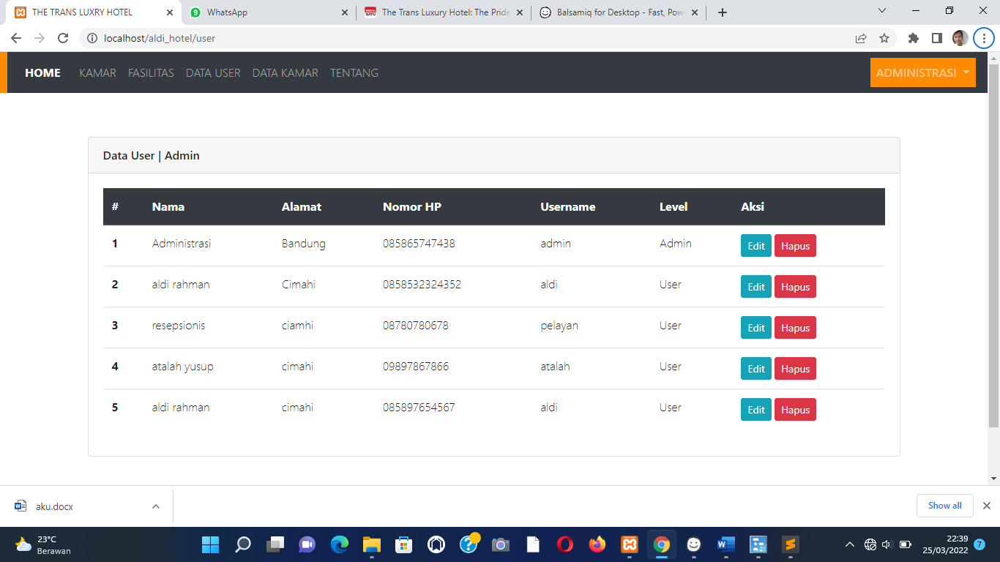 THE TRANS LUXRY HOTEL
WhatsApp
The Trans Luxury Hotel: The Pride
Balsamiq for Desktop - Fast, Pow
localhost/aldi_hotel/user
HOME KAMAR FASILITAS DATA USER DATA KAMAR TENTANG ADMINISTRASI
Data User | Admin
# Nama Alamat Nomor HP Username Level Aksi
1 Administrasi Bandung 085865747438 admin Admin Edit Hapus
2 aldi rahman Cimahi 0858532324352 aldi User Edit Hapus
3 resepsionis ciamhi 08780780678 pelayan User Edit Hapus
4 atalah yusup cimahi 09897867866 atalah User Edit Hapus
5 aldi rahman cimahi 085897654567 aldi User Edit Hapus
aku.docx
Show all
23°C
Berawan
22:39
25/03/2022
7